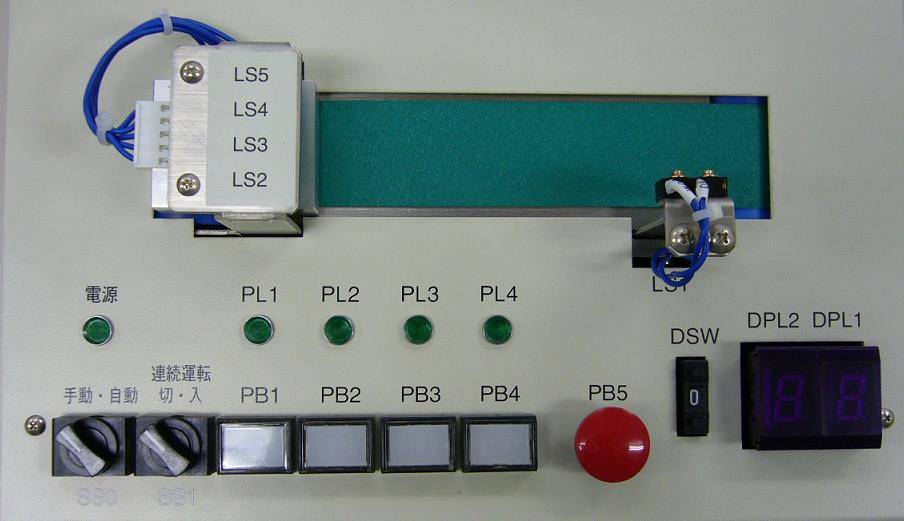 LS5
LS4
LS3
LS2
LS1
電源
PL1
PL2
PL3
PL4
DSW
DPL2 DPL1
手動・自動
連続運転
切・入
PB1
PB2
PB3
PB4
PB5
0
SS0
SS1